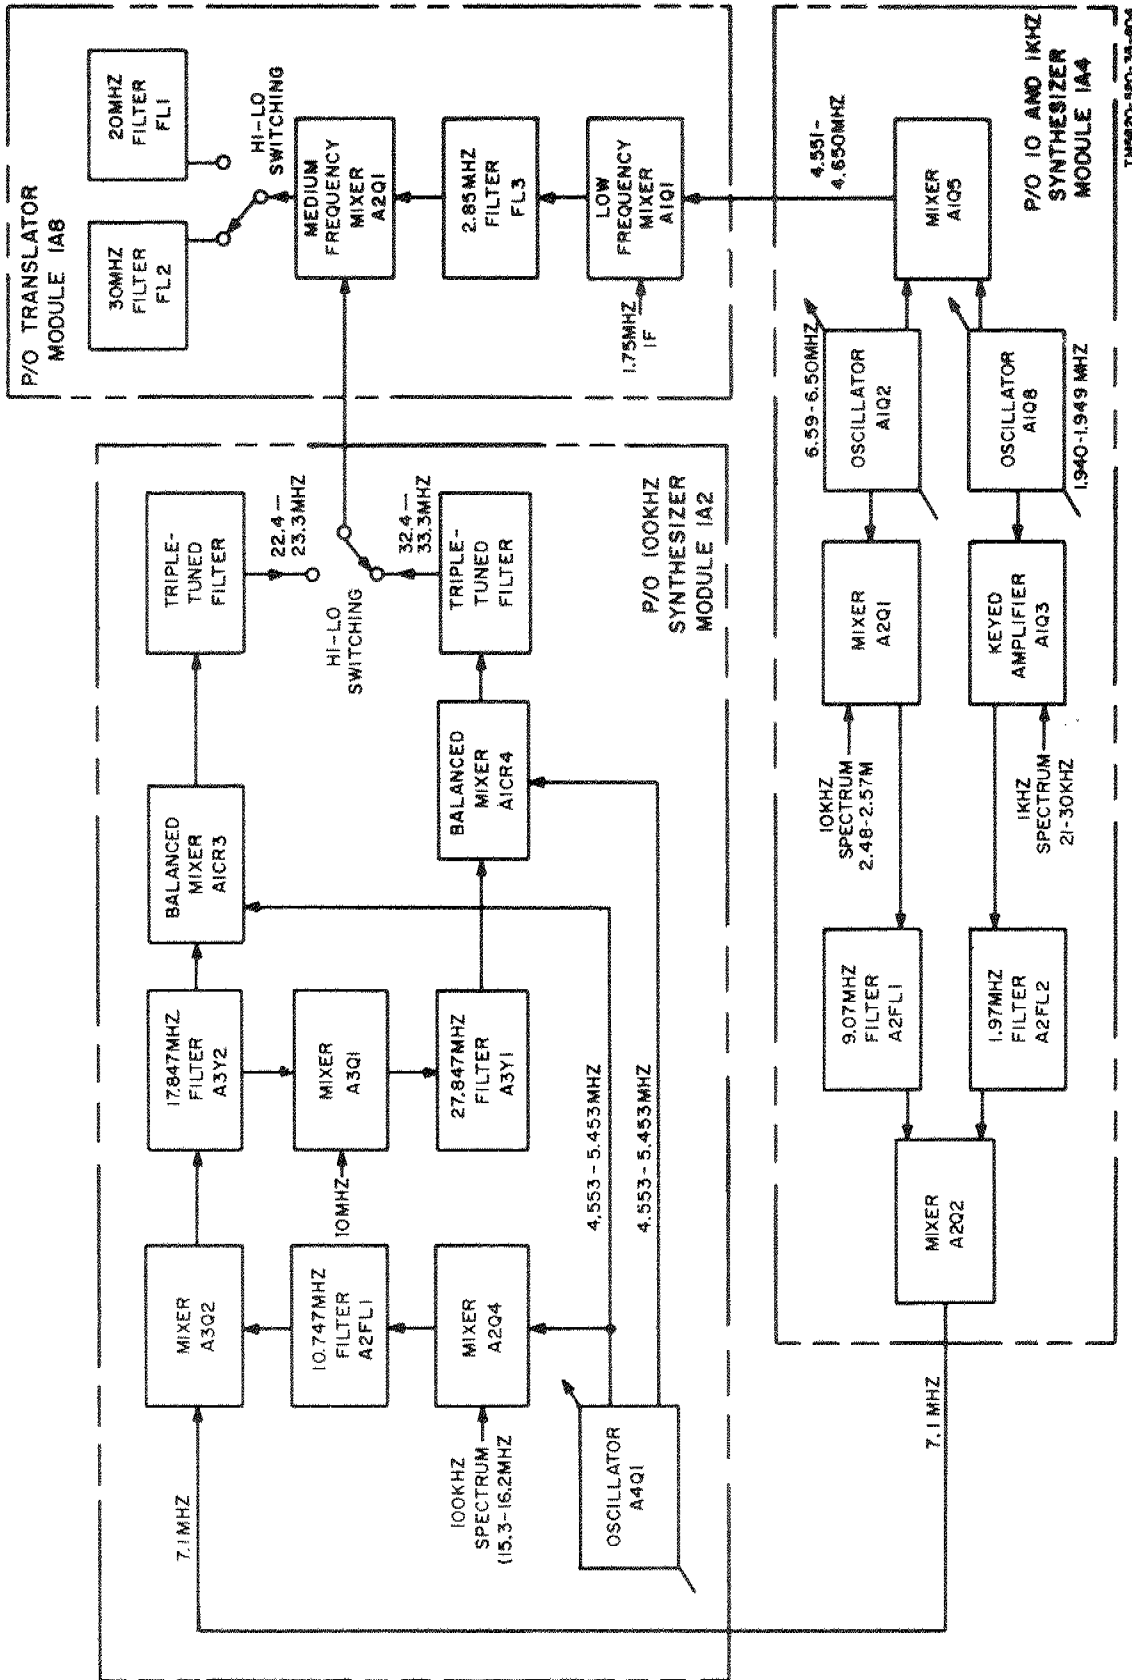 7.1MHZ
MIXER
A3Q2
17.847MHZ
FILTER
A3Y2
BALANCED
MIXER
A1CR3
TRIPLE-
TUNED
FILTER
22.4—
23.3MHZ
10.747MHZ
FILTER
A2FL1
10MHZ
MIXER
A3Q1
HI-LO
SWITCHING
100KHZ
SPECTRUM
(15.3-16.2MHZ
MIXER
A2Q4
27.847MHZ
FILTER
A3Y1
BALANCED
MIXER
A1CR4
32.4—
33.3MHZ
TRIPLE-
TUNED
FILTER
OSCILLATOR
A4Q1
4.553-5.453MHZ
4.553-5.453MHZ
P/O 100KHZ
SYNTHESIZER
MODULE 1A2
P/O TRANSLATOR
MODULE 1A8
30MHZ
FILTER
FL2
20MHZ
FILTER
FL1
HI-LO
SWITCHING
MEDIUM
FREQUENCY
MIXER
A2Q1
2.85MHZ
FILTER
FL3
1.75MHZ
IF
LOW
FREQUENCY
MIXER
A1Q1
7.1 MHZ
MIXER
A2Q2
9.07MHZ
FILTER
A2FL1
10KHZ
SPECTRUM
2.48-2.57M
MIXER
A2Q1
6.59-6.50MHZ
OSCILLATOR
A1Q2
4.551-
4.650MHZ
MIXER
A1Q5
1.97MHZ
FILTER
A2FL2
1KHZ
SPECTRUM
21-30KHZ
KEYED
AMPLIFIER
A1Q3
OSCILLATOR
A1Q8
1.940-1.949 MHZ
P/O 10 AND 1KHZ
SYNTHESIZER
MODULE 1A4